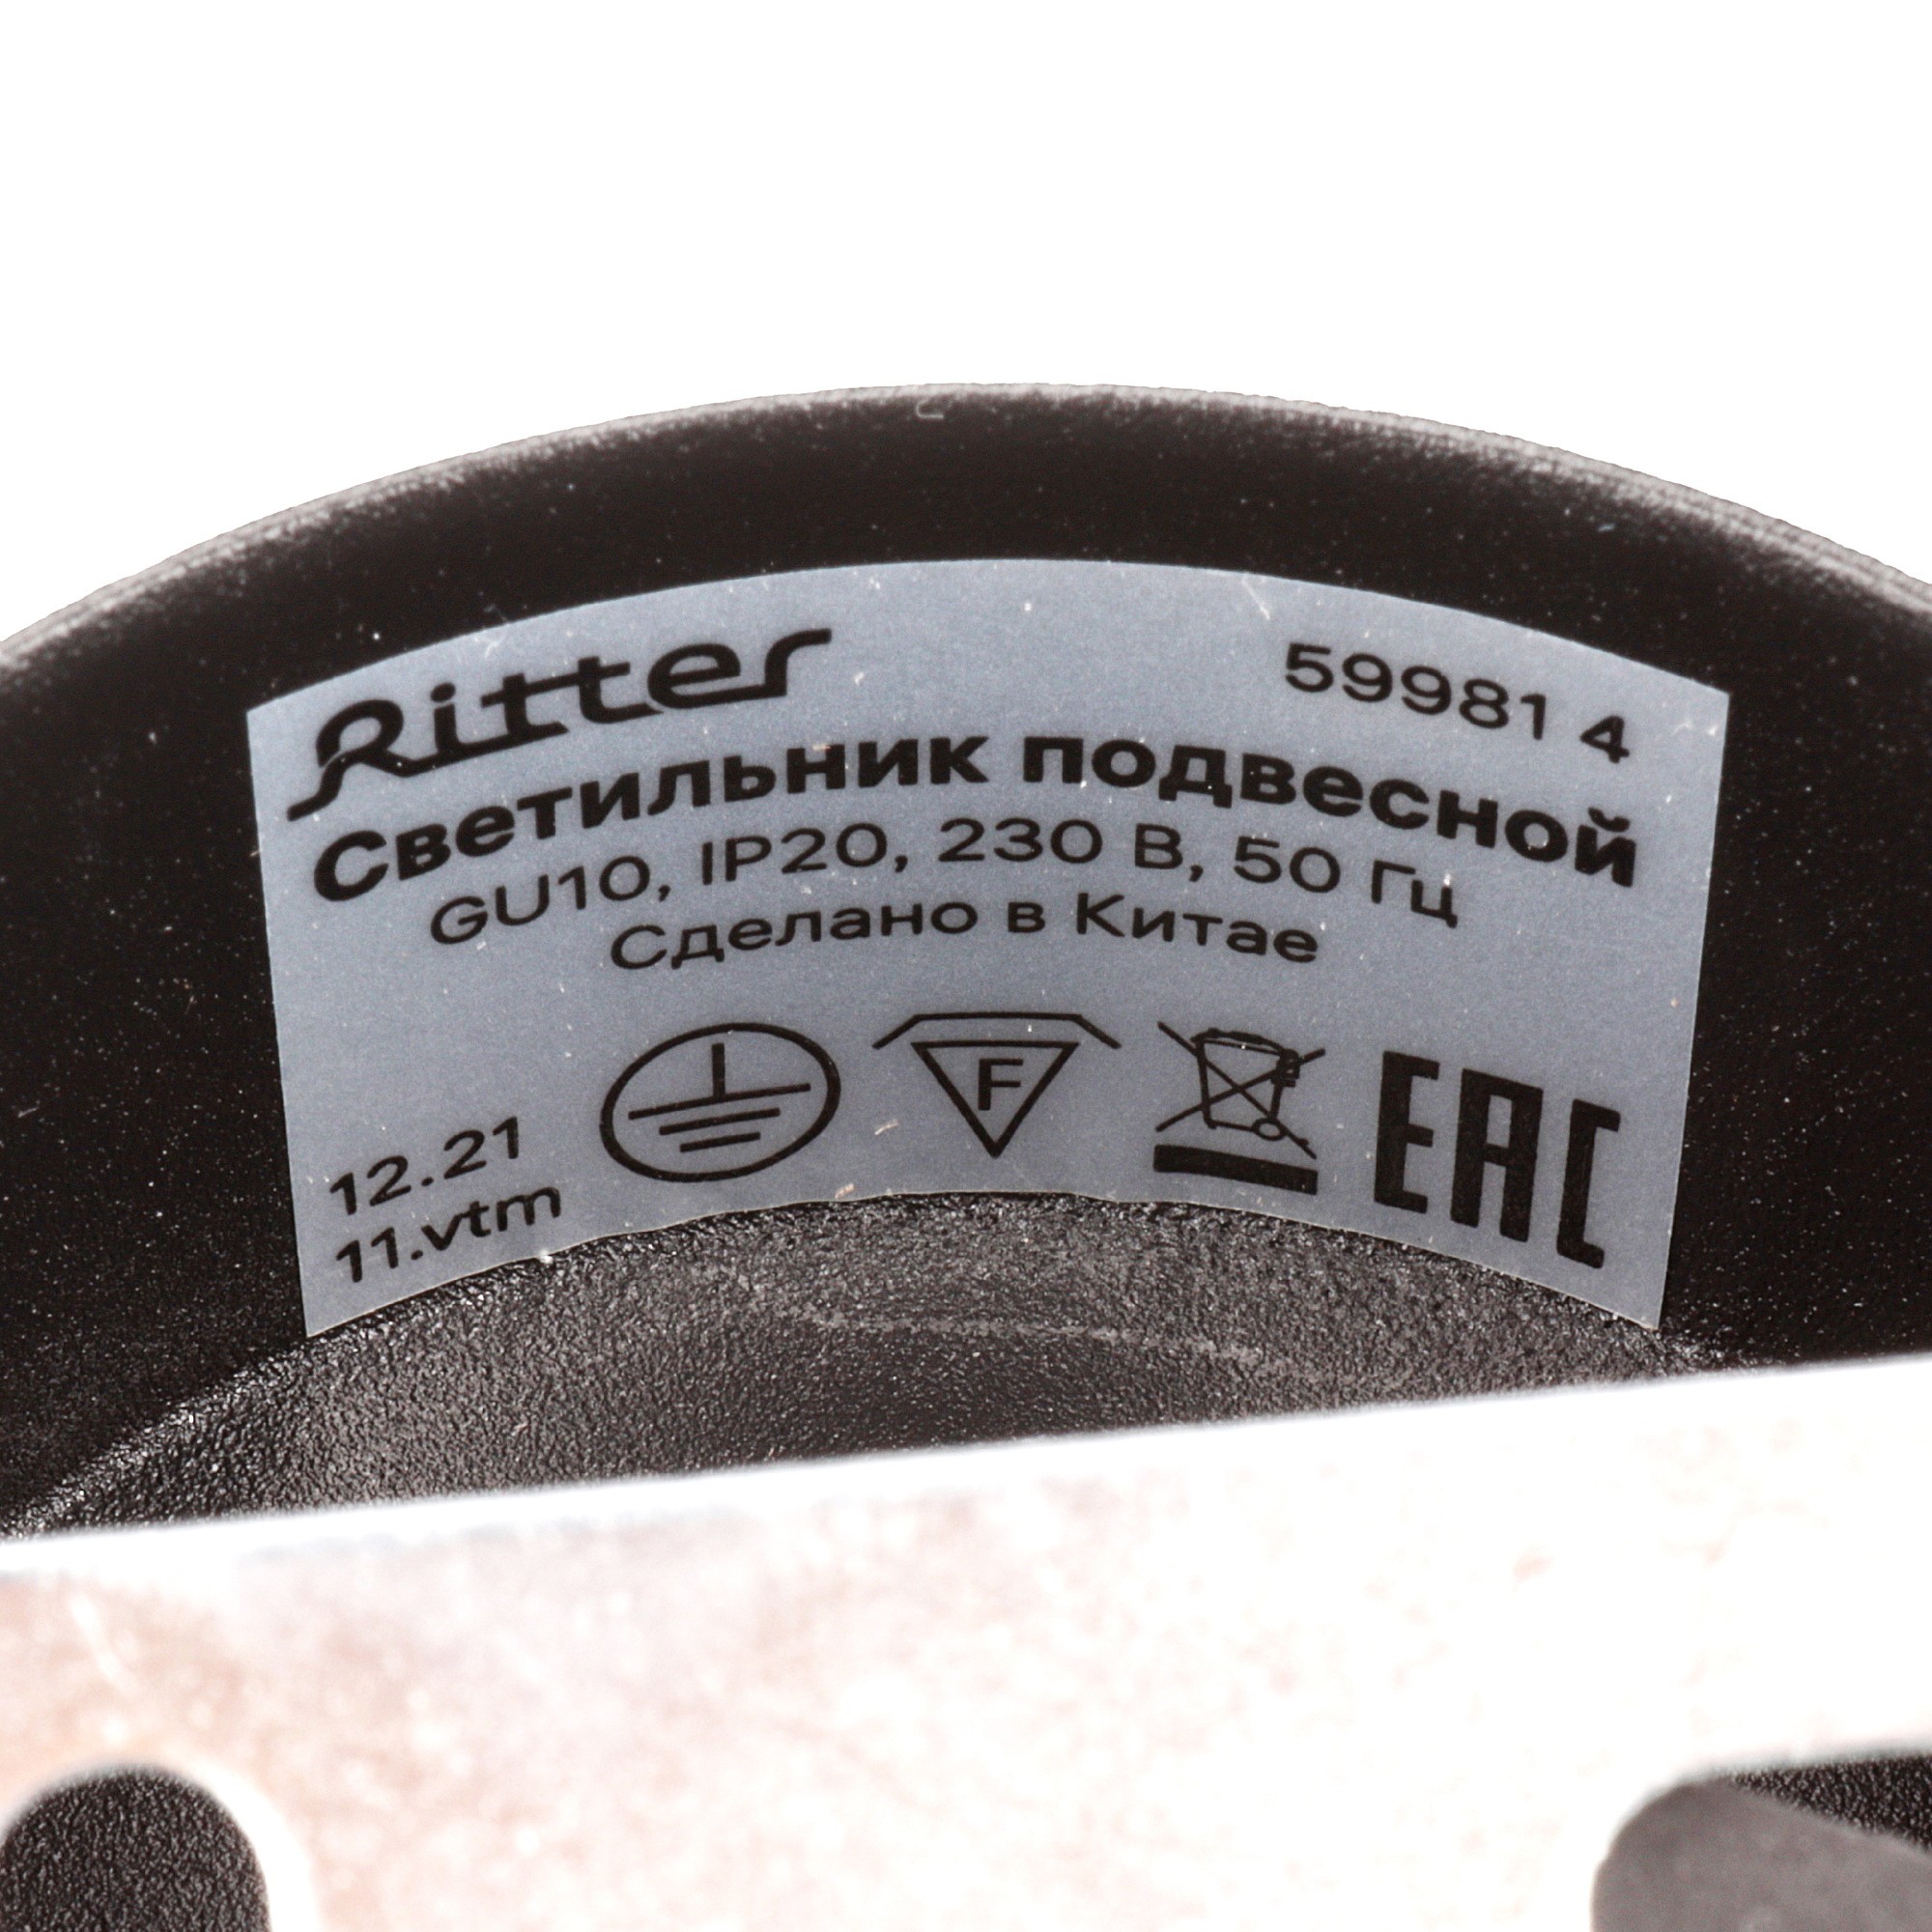 Ritter
59981 4
Светильник подвесной
GU10, IP20, 230 В, 50 Гц
Сделано в Китае
12.21
11.vtm
F
EAC